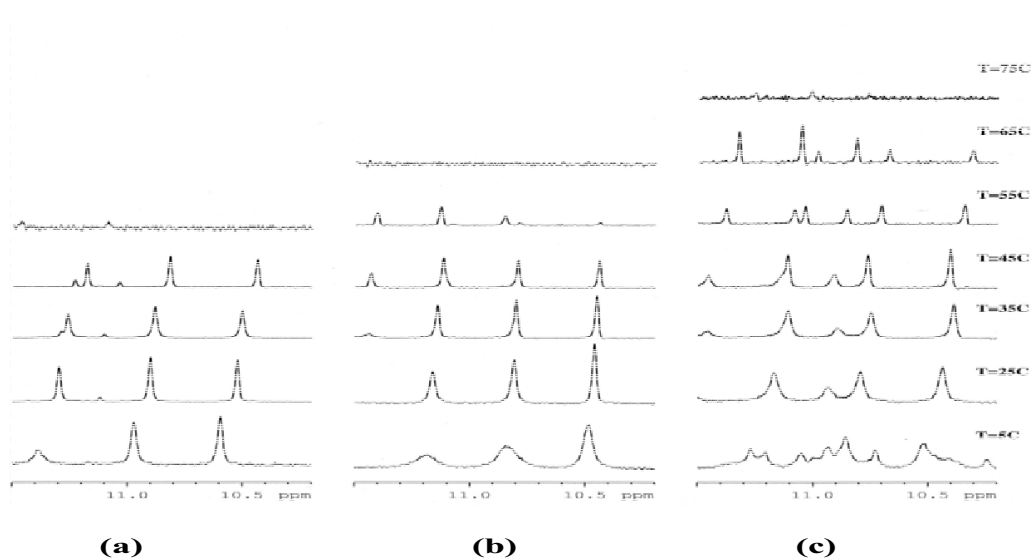 T=75C
T=65C
T=55C
T=45C
T=35C
T=25C
T=5C
11.0 10.5 ppm
11.0 10.5 ppm
11.0 10.5 ppm
(a) (b) (c)